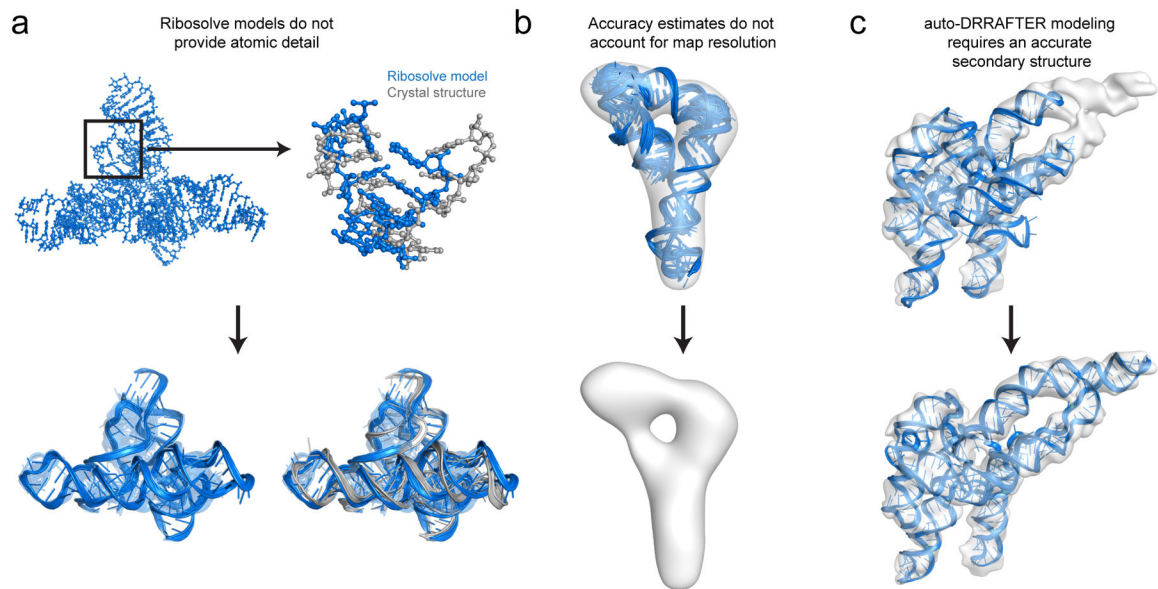 a
Ribosolve models do not
provide atomic detail
Ribosolve model
Crystal structure
b
Accuracy estimates do not
account for map resolution
c
auto-DRRAFTER modeling
requires an accurate
secondary structure